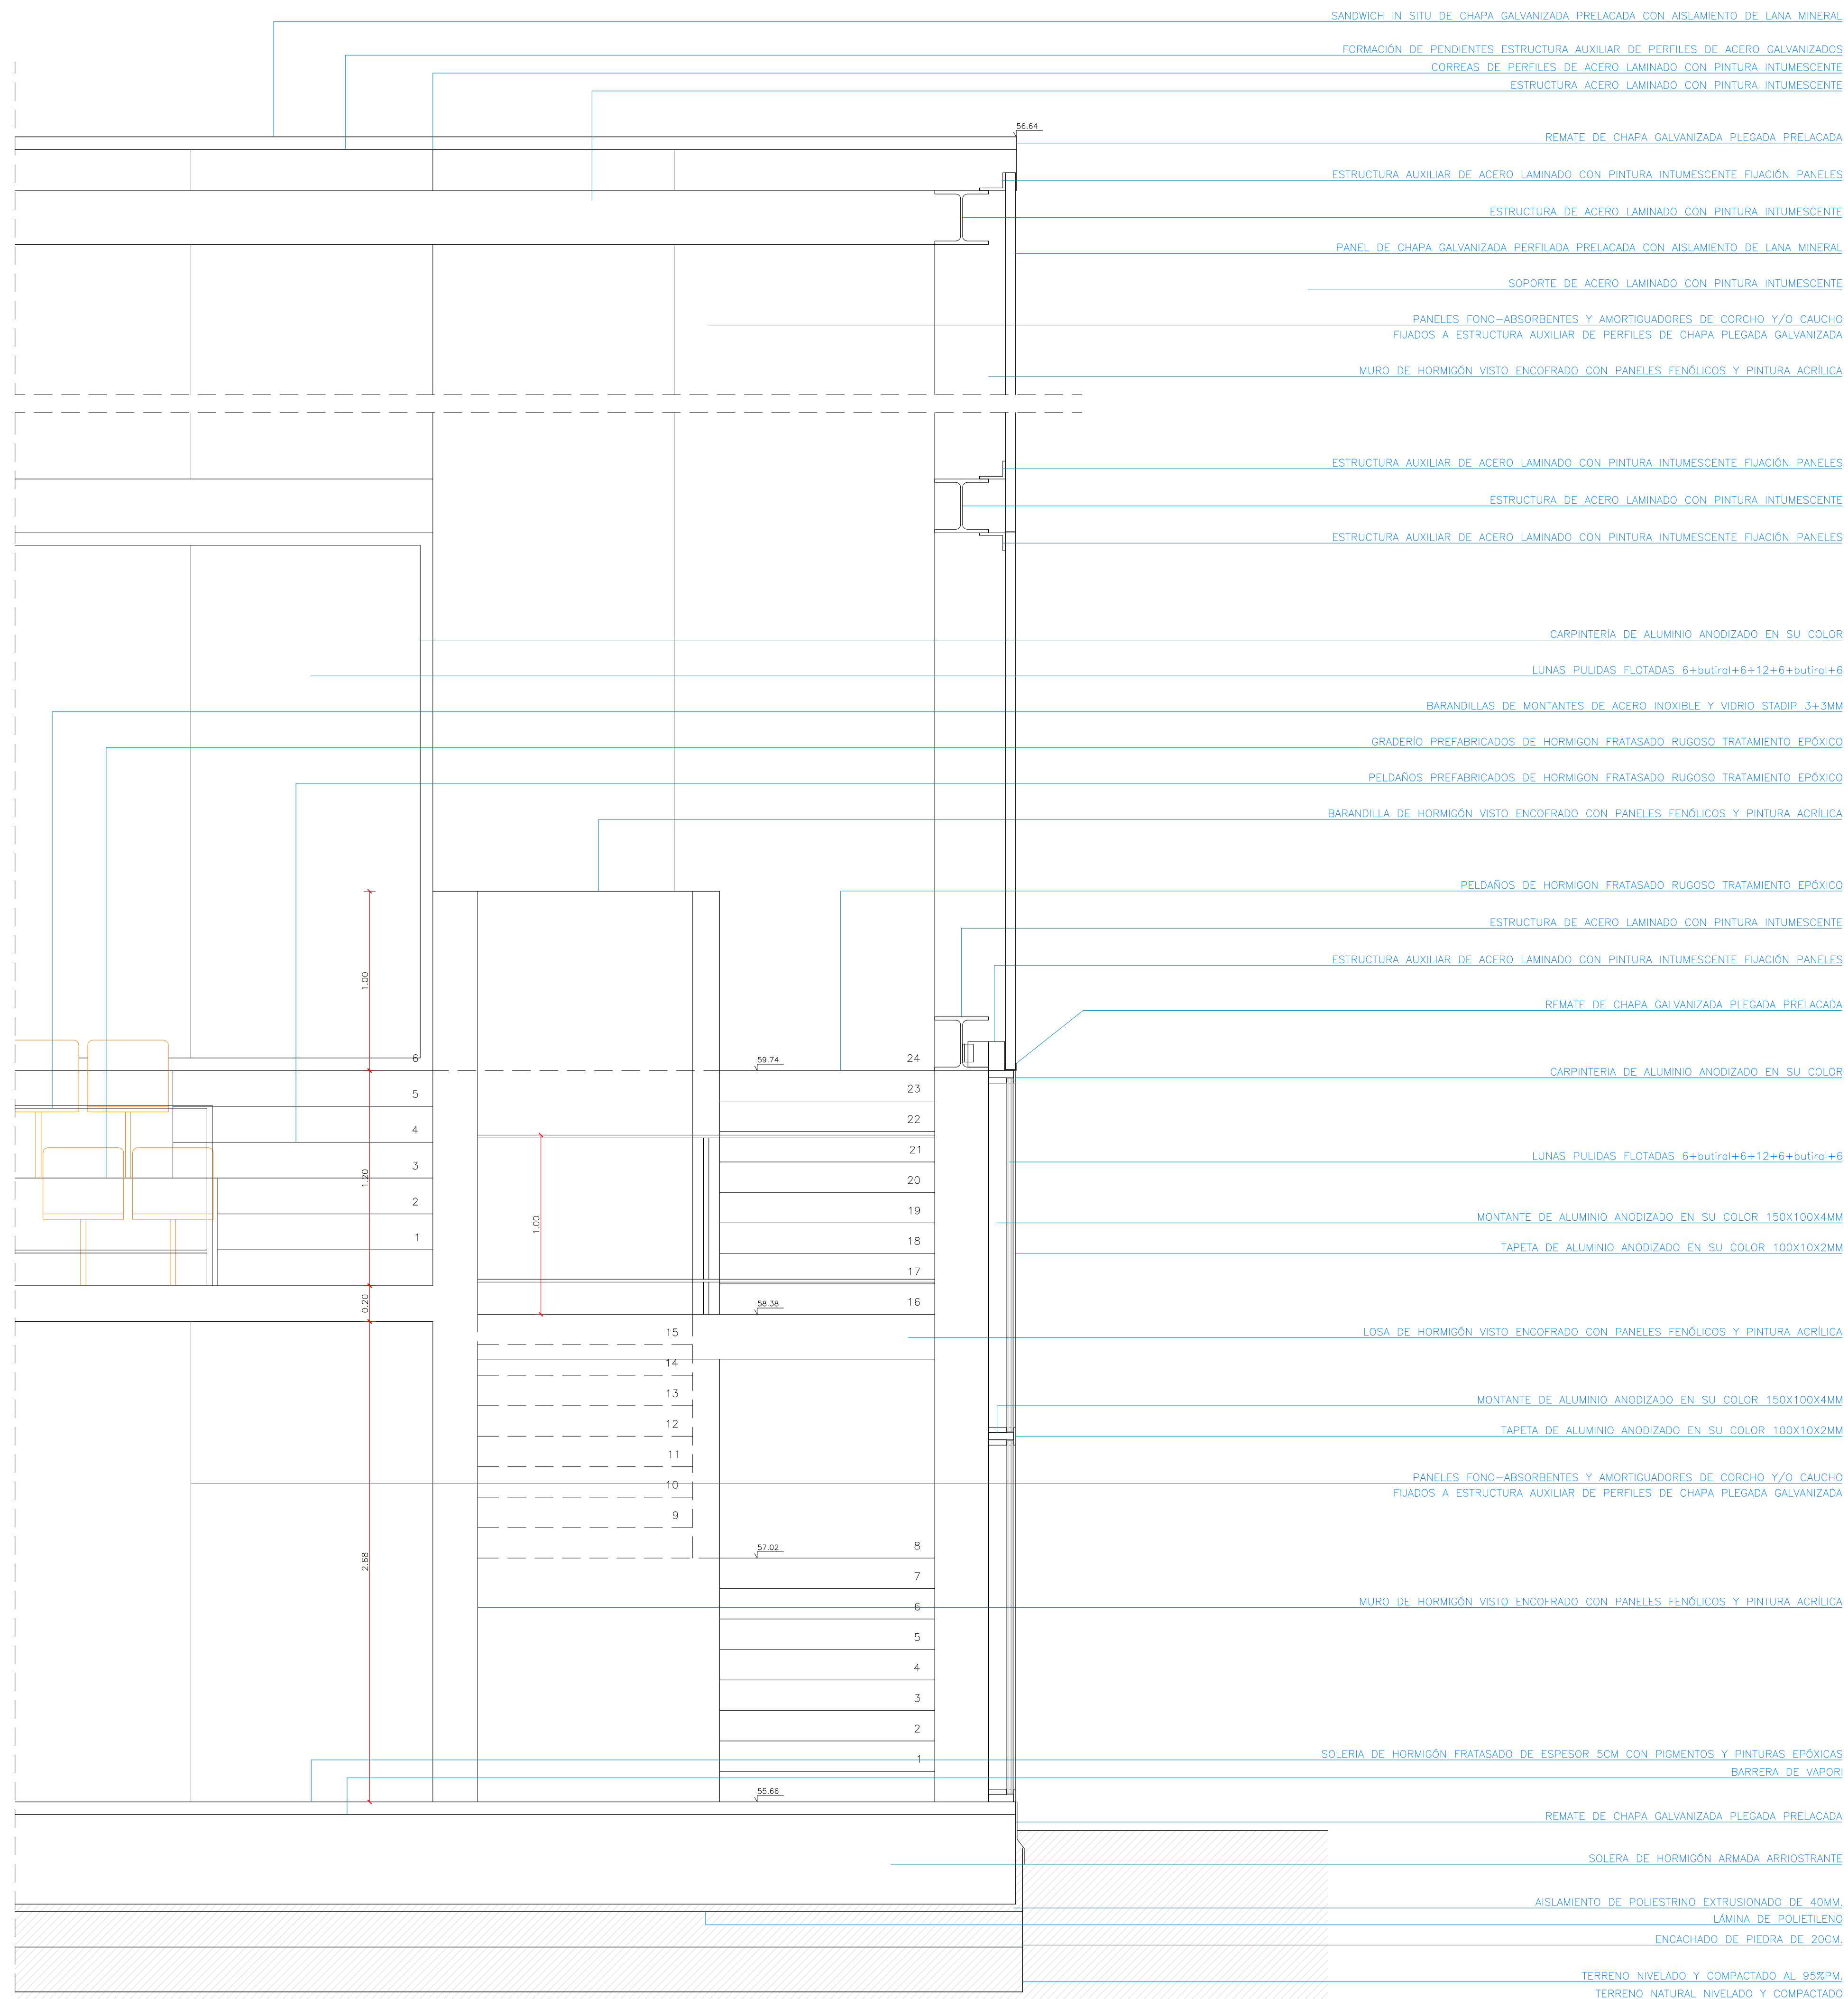 SANDWICH IN SITU DE CHAPA GALVANIZADA PRELACADA CON AISLAMIENTO DE LANA MINERAL
FORMACIÓN DE PENDIENTES ESTRUCTURA AUXILIAR DE PERFILES DE ACERO GALVANIZADOS
CORREAS DE PERFILES DE ACERO LAMINADO CON PINTURA INTUMESCENTE
ESTRUCTURA ACERO LAMINADO CON PINTURA INTUMESCENTE
56.64
REMATE DE CHAPA GALVANIZADA PLEGADA PRELACADA
ESTRUCTURA AUXILIAR DE ACERO LAMINADO CON PINTURA INTUMESCENTE FIJACIÓN PANELES
ESTRUCTURA DE ACERO LAMINADO CON PINTURA INTUMESCENTE
PANEL DE CHAPA GALVANIZADA PERFILADA PRELACADA CON AISLAMIENTO DE LANA MINERAL
SOPORTE DE ACERO LAMINADO CON PINTURA INTUMESCENTE
PANELES FONO-ABSORBENTES Y AMORTIGUADORES DE CORCHO Y/O CAUCHO
FIJADOS A ESTRUCTURA AUXILIAR DE PERFILES DE CHAPA PLEGADA GALVANIZADA
MURO DE HORMIGÓN VISTO ENCOFRADO CON PANELES FENÓLICOS Y PINTURA ACRÍLICA
ESTRUCTURA AUXILIAR DE ACERO LAMINADO CON PINTURA INTUMESCENTE FIJACIÓN PANELES
ESTRUCTURA DE ACERO LAMINADO CON PINTURA INTUMESCENTE
ESTRUCTURA AUXILIAR DE ACERO LAMINADO CON PINTURA INTUMESCENTE FIJACIÓN PANELES
CARPINTERÍA DE ALUMINIO ANODIZADO EN SU COLOR
LUNAS PULIDAS FLOTADAS 6+butiral+6+12+6+butiral+6
BARANDILLAS DE MONTANTES DE ACERO INOXIBLE Y VIDRIO STADIP 3+3MM
GRADERÍO PREFABRICADOS DE HORMIGON FRATASADO RUGOSO TRATAMIENTO EPÓXICO
PELDAÑOS PREFABRICADOS DE HORMIGON FRATASADO RUGOSO TRATAMIENTO EPÓXICO
BARANDILLA DE HORMIGÓN VISTO ENCOFRADO CON PANELES FENÓLICOS Y PINTURA ACRÍLICA
PELDAÑOS DE HORMIGON FRATASADO RUGOSO TRATAMIENTO EPÓXICO
ESTRUCTURA DE ACERO LAMINADO CON PINTURA INTUMESCENTE
ESTRUCTURA AUXILIAR DE ACERO LAMINADO CON PINTURA INTUMESCENTE FIJACIÓN PANELES
1.00
REMATE DE CHAPA GALVANIZADA PLEGADA PRELACADA
6
59.74
24
CARPINTERIA DE ALUMINIO ANODIZADO EN SU COLOR
5
23
4
22
21
LUNAS PULIDAS FLOTADAS 6+butiral+6+12+6+butiral+6
3
1.20
20
2
19
1.00
MONTANTE DE ALUMINIO ANODIZADO EN SU COLOR 150X100X4MM
1
18
TAPETA DE ALUMINIO ANODIZADO EN SU COLOR 100X10X2MM
17
0.20
58.38
16
15
LOSA DE HORMIGÓN VISTO ENCOFRADO CON PANELES FENÓLICOS Y PINTURA ACRÍLICA
14
13
MONTANTE DE ALUMINIO ANODIZADO EN SU COLOR 150X100X4MM
12
TAPETA DE ALUMINIO ANODIZADO EN SU COLOR 100X10X2MM
11
PANELES FONO-ABSORBENTES Y AMORTIGUADORES DE CORCHO Y/O CAUCHO
10
FIJADOS A ESTRUCTURA AUXILIAR DE PERFILES DE CHAPA PLEGADA GALVANIZADA
9
57.02
8
2.68
7
MURO DE HORMIGÓN VISTO ENCOFRADO CON PANELES FENÓLICOS Y PINTURA ACRÍLICA
6
5
4
3
2
1
SOLERIA DE HORMIGÓN FRATASADO DE ESPESOR 5CM CON PIGMENTOS Y PINTURAS EPÓXICAS
BARRERA DE VAPORI
55.66
REMATE DE CHAPA GALVANIZADA PLEGADA PRELACADA
SOLERA DE HORMIGÓN ARMADA ARRIOSTRANTE
AISLAMIENTO DE POLIESTRINO EXTRUSIONADO DE 40MM.
LÁMINA DE POLIETILENO
ENCACHADO DE PIEDRA DE 20CM.
TERRENO NIVELADO Y COMPACTADO AL 95%PM.
TERRENO NATURAL NIVELADO Y COMPACTADO